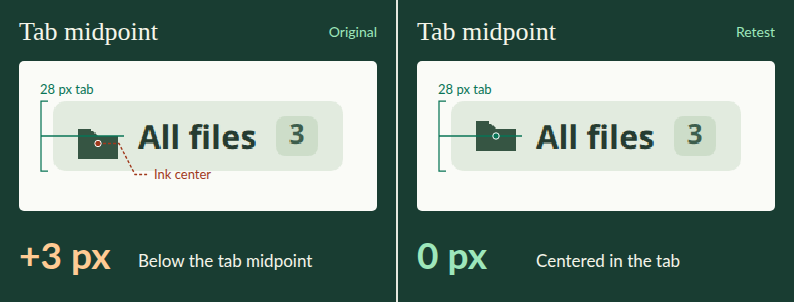 Tab midpoint
Original
28 px tab
All files
3
Ink center
+3 px
Below the tab midpoint
Tab midpoint
Retest
28 px tab
All files
3
0 px
Centered in the tab